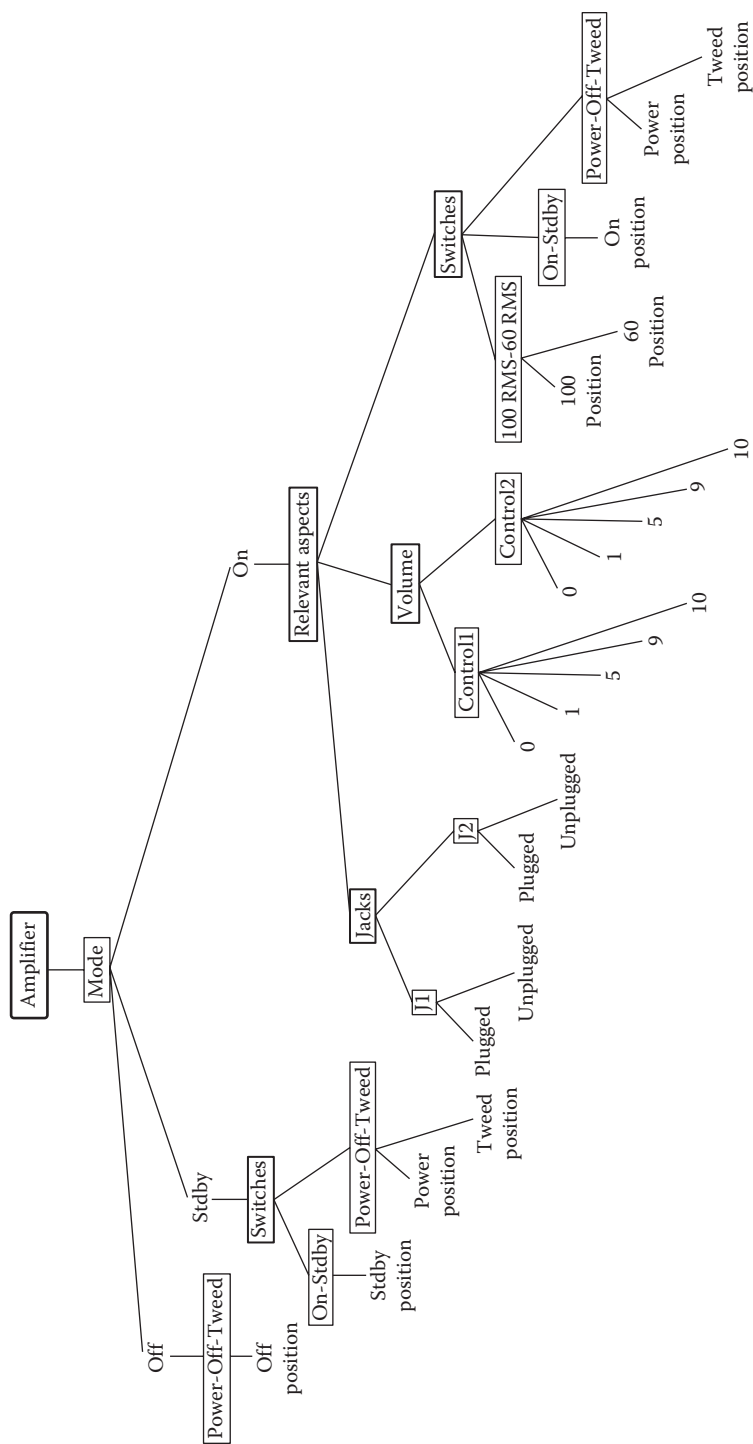 Amplifier
Mode
Off
Power-Off-Tweed
Off
position
Stdby
Switches
On-Stdby
Stdby
position
Power-Off-Tweed
Power
position
Tweed
position
On
Relevant aspects
Jacks
J1
Plugged
Unplugged
J2
Plugged
Unplugged
Volume
Control1
0
1
5
9
10
Control2
0
1
5
9
10
Switches
100 RMS-60 RMS
100
Position
60
Position
On-Stdby
On
position
Power-Off-Tweed
Power
position
Tweed
position